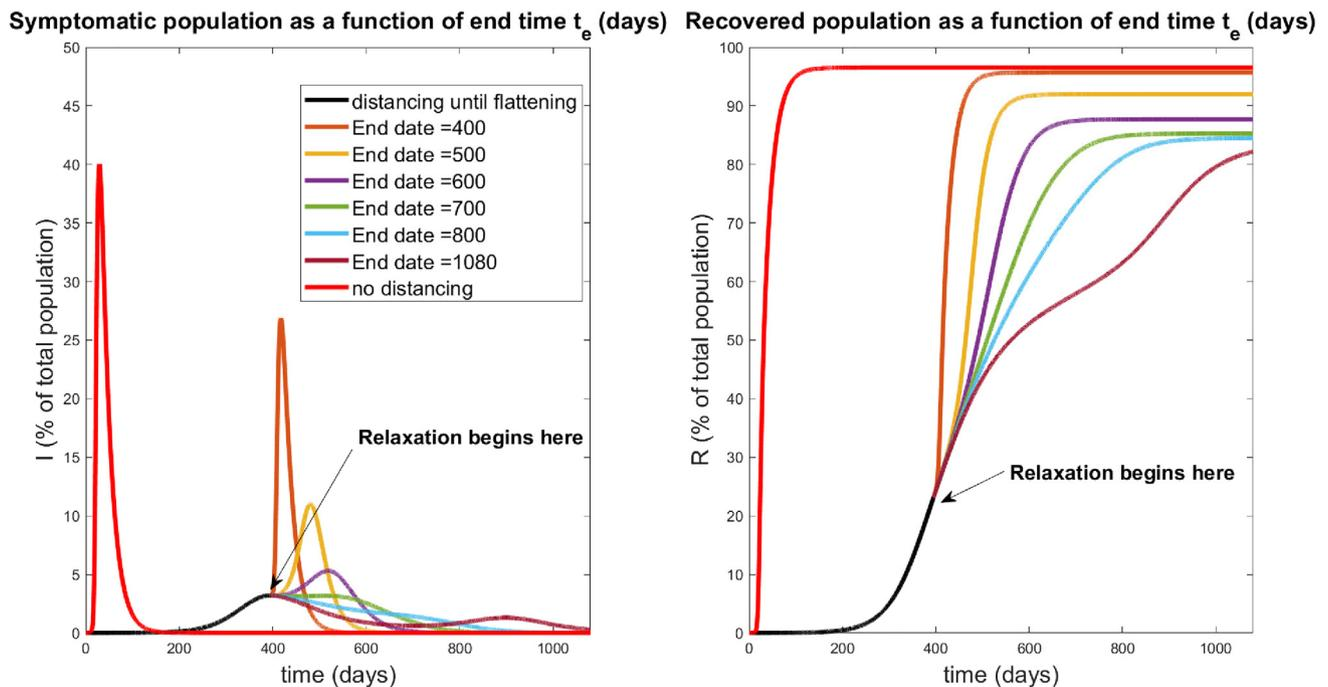 Symptomatic population as a function of end time te (days)
50
45
40
35
30
25
20
15
10
5
0
I (% of total population)
distancing until flattening
End date =400
End date =500
End date =600
End date =700
End date =800
End date =1080
no distancing
Relaxation begins here
0 200 400 600 800 1000
time (days)
Recovered population as a function of end time te (days)
100
90
80
70
60
50
40
30
20
10
0
R (% of total population)
Relaxation begins here
0 200 400 600 800 1000
time (days)